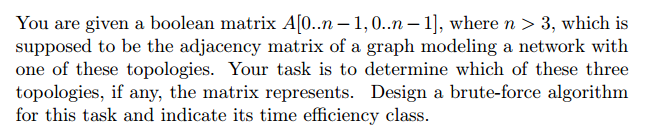 You are given a boolean matrix A[0..n − 1, 0..n − 1], where n > 3, which is
supposed to be the adjacency matrix of a graph modeling a network with
one of these topologies. Your task is to determine which of these three
topologies, if any, the matrix represents. Design a brute-force algorithm
for this task and indicate its time efficiency class.